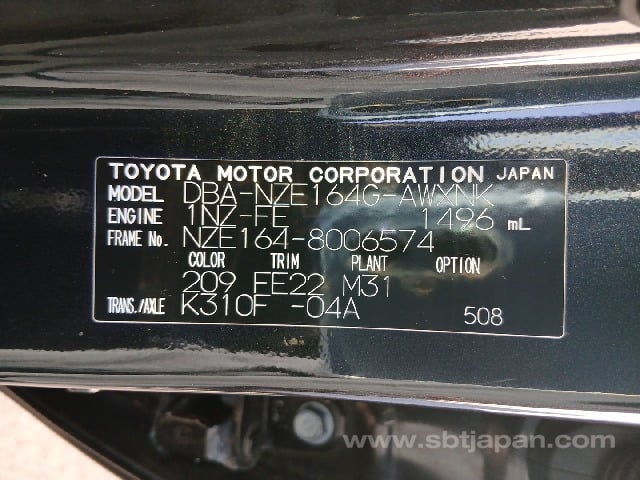 TOYOTA MOTOR CORPORATION JAPAN
MODEL DBA-NZE164G-AWXNK
ENGINE 1NZ-FE 1496 mL
FRAME No. NZE164-8006574
COLOR TRIM PLANT OPTION
209 FE22 M31
TRANS./AXLE K310F -04A 508
www.sbtjapan.com